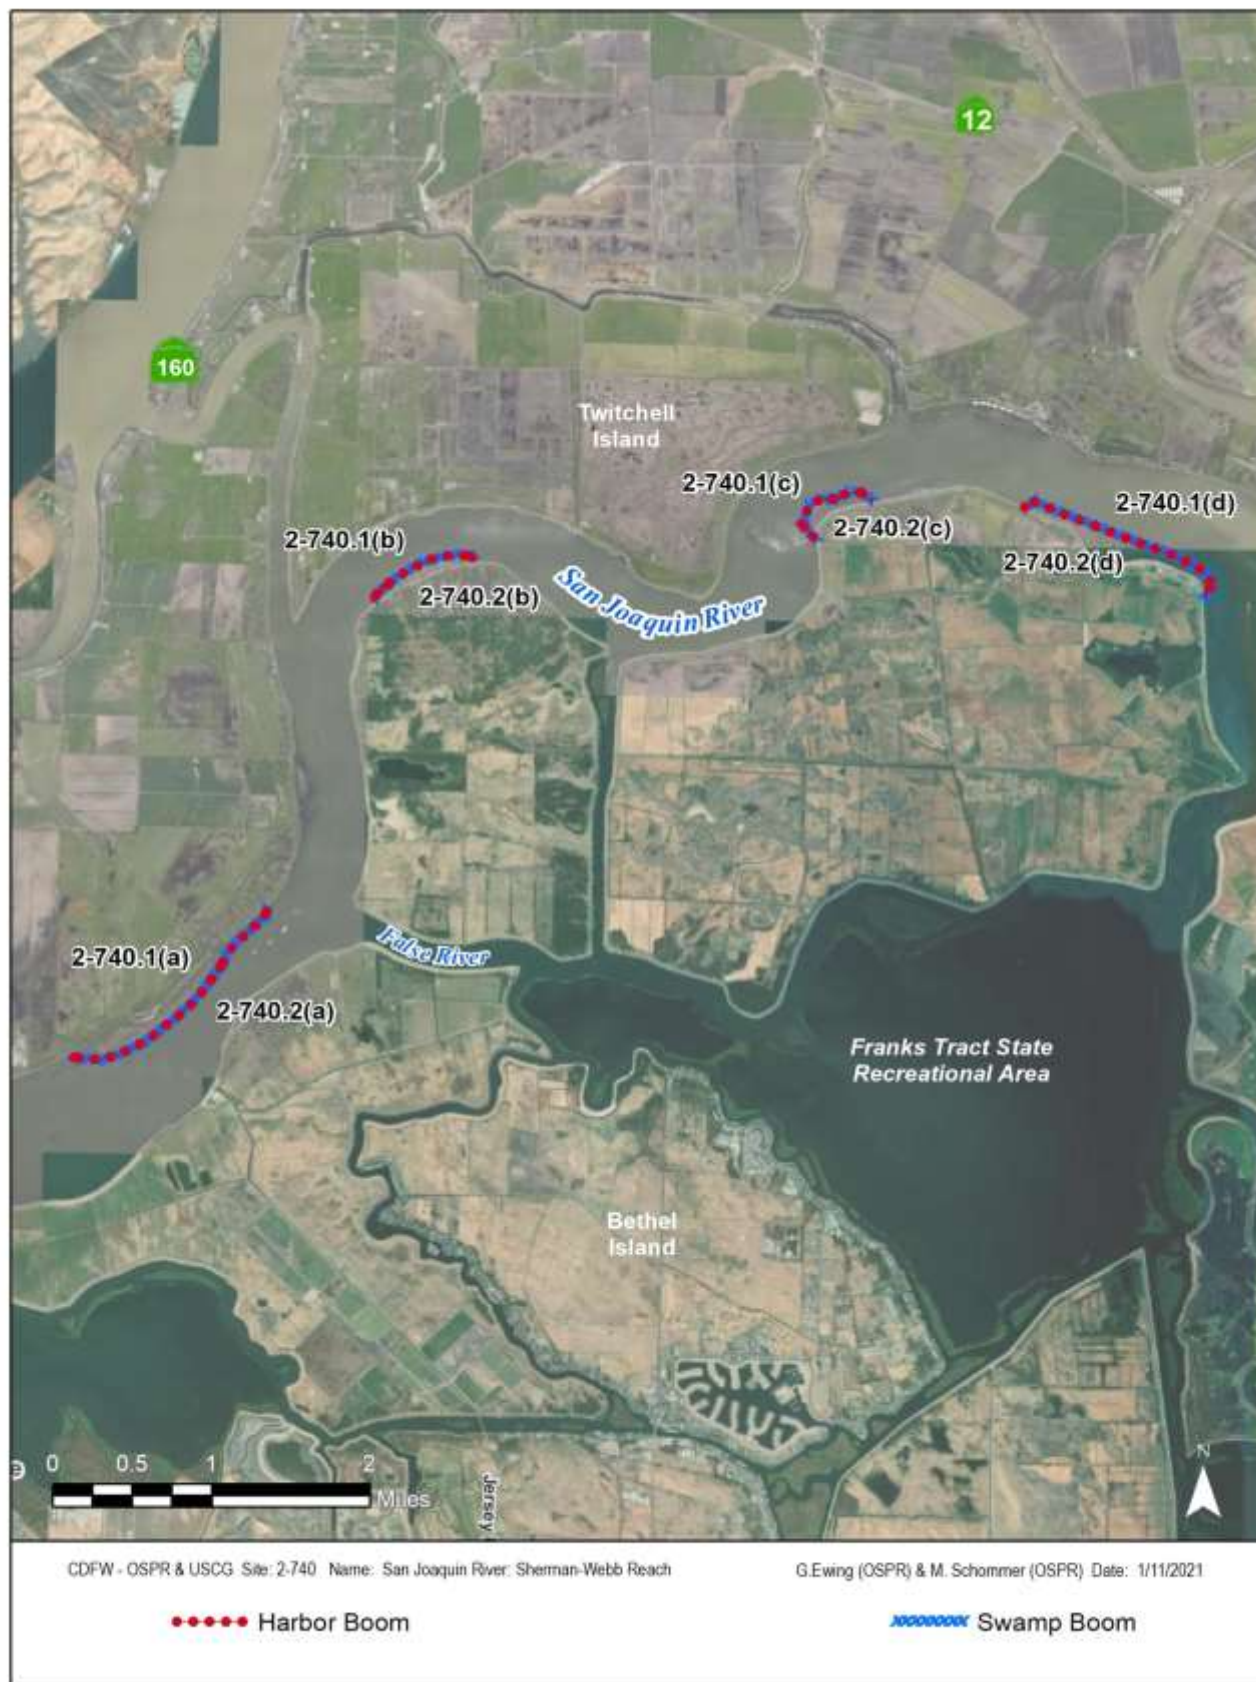 12
160
Twitchell
Island
2-740.1(c)
2-740.1(d)
2-740.2(c)
2-740.1(b)
2-740.2(d)
2-740.2(b)
San Joaquin River
2-740.1(a)
False River
2-740.2(a)
Franks Tract State
Recreational Area
Bethel
Island
N
0 0.5 1 2
Miles
Jersey
CDFW - OSPR & USCG Site: 2-740 Name: San Joaquin River: Sherman-Webb Reach
G.Ewing (OSPR) & M. Schommer (OSPR) Date: 1/11/2021
Harbor Boom
Swamp Boom